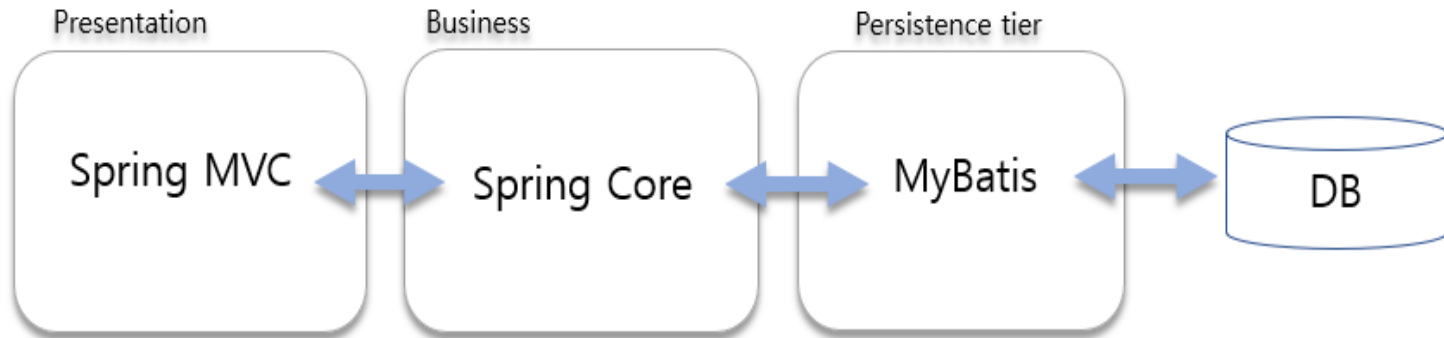 Presentation
Business
Persistence tier
Spring MVC
Spring Core
MyBatis
DB